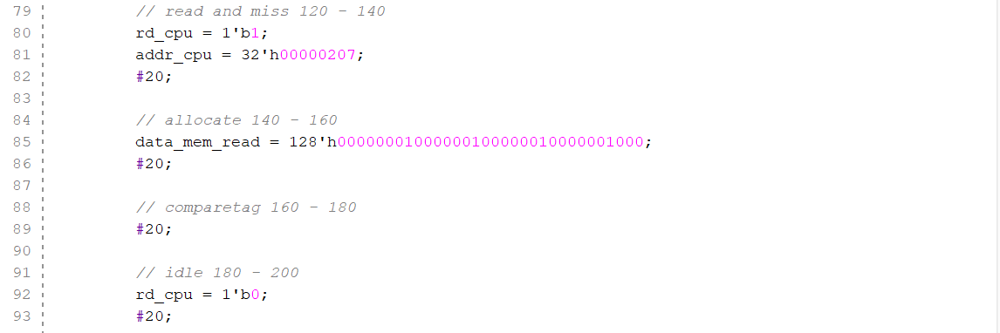 79 // read and miss 120 - 140
80 rd_cpu = 1'b1;
81 addr_cpu = 32'h00000207;
82 #20;
83
84 // allocate 140 - 160
85 data_mem_read = 128'h00000001000000100000010000001000;
86 #20;
87
88 // comparetag 160 - 180
89 #20;
90
91 // idle 180 - 200
92 rd_cpu = 1'b0;
93 #20;